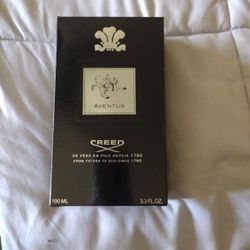 AVENTUS
CREED
DE PÈRE EN FILS DEPUIS 1760
FROM FATHER TO SON SINCE 1760
100 ML
3.3 FL.OZ.